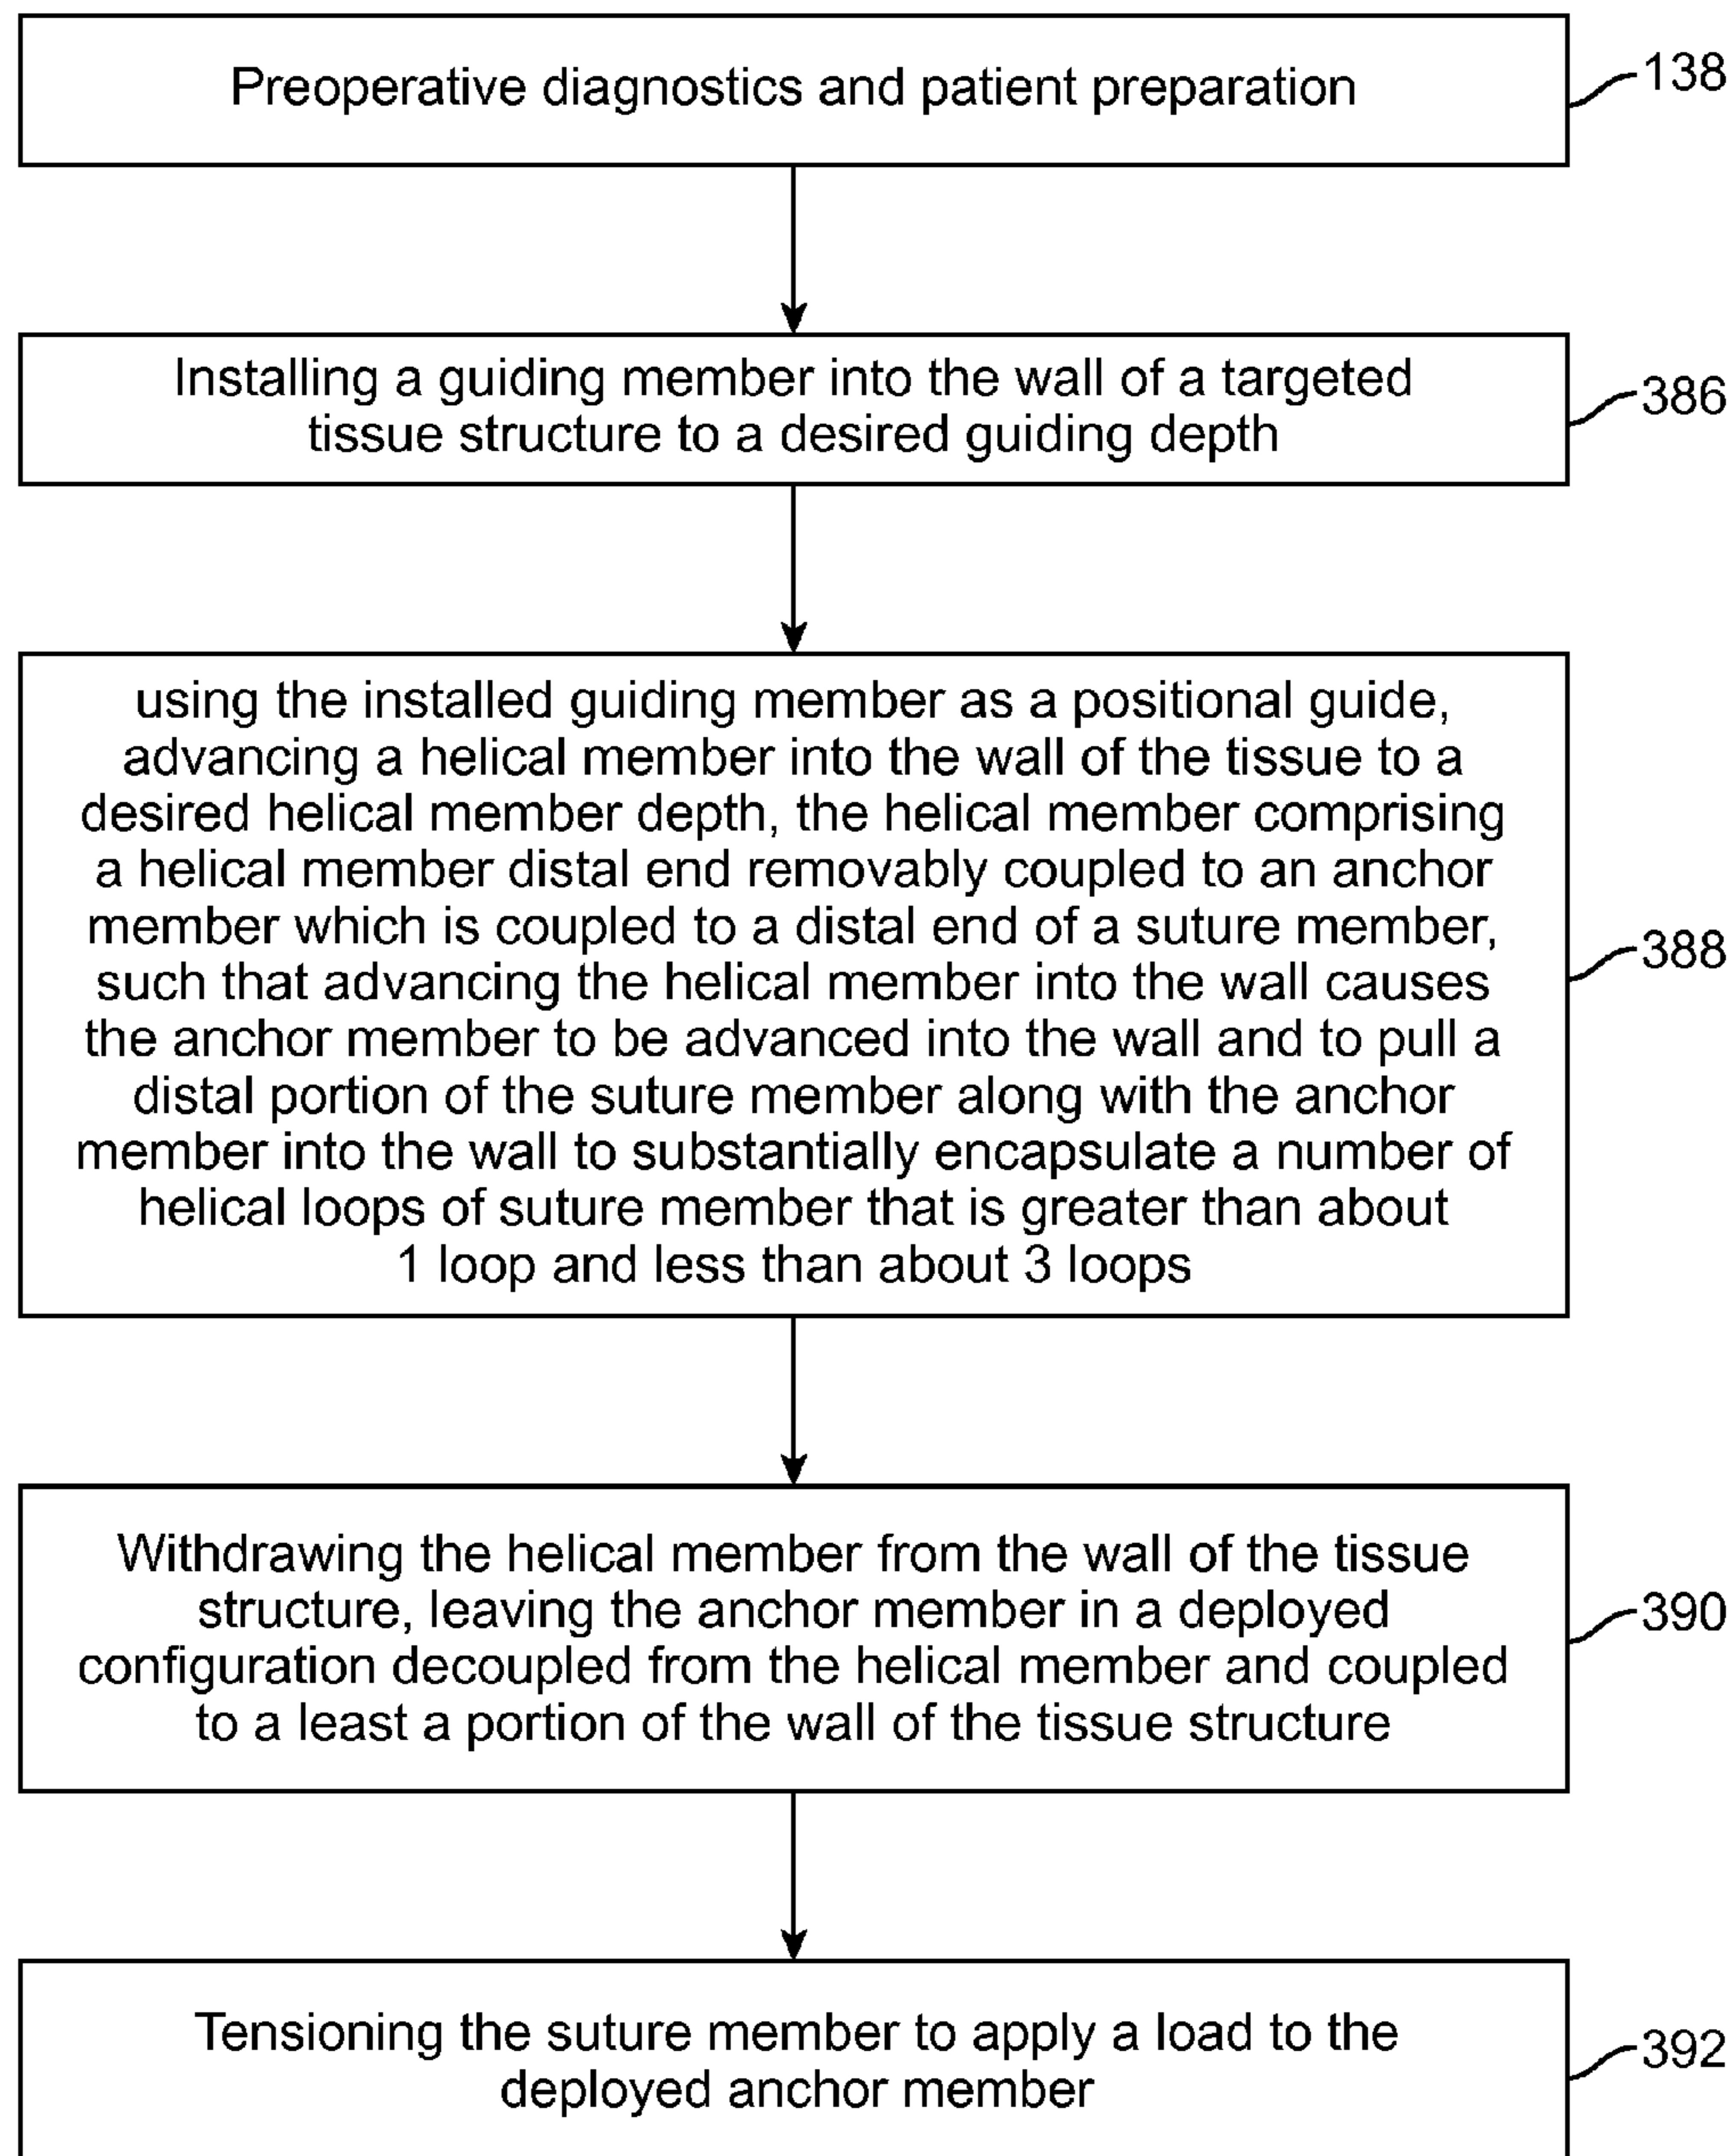 Preoperative diagnostics and patient preparation
138
Installing a guiding member into the wall of a targeted
tissue structure to a desired guiding depth
386
using the installed guiding member as a positional guide,
advancing a helical member into the wall of the tissue to a
desired helical member depth, the helical member comprising
a helical member distal end removably coupled to an anchor
member which is coupled to a distal end of a suture member,
such that advancing the helical member into the wall causes
the anchor member to be advanced into the wall and to pull a
distal portion of the suture member along with the anchor
member into the wall to substantially encapsulate a number of
helical loops of suture member that is greater than about
1 loop and less than about 3 loops
388
Withdrawing the helical member from the wall of the tissue
structure, leaving the anchor member in a deployed
configuration decoupled from the helical member and coupled
to a least a portion of the wall of the tissue structure
390
Tensioning the suture member to apply a load to the
deployed anchor member
392